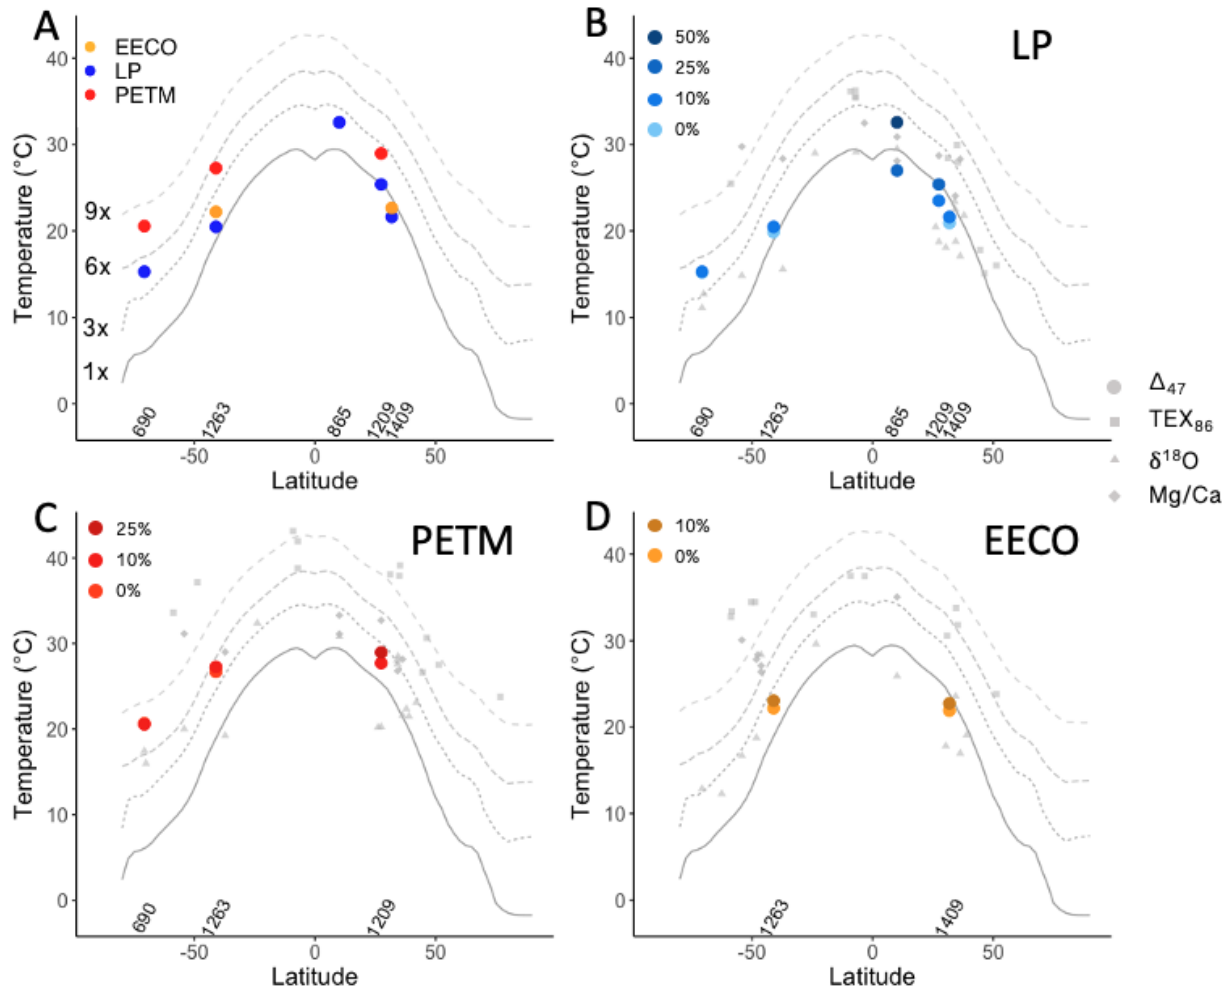 A
EECO
LP
PETM
Temperature (°C)
40
30
20
10
0
9x
6x
3x
1x
690
1263
865
1209
1409
-50
0
50
Latitude
B
LP
50%
25%
10%
0%
Temperature (°C)
40
30
20
10
0
690
1263
865
1209
1409
-50
0
50
Latitude
Δ47
TEX86
δ18O
Mg/Ca
C
PETM
25%
10%
0%
Temperature (°C)
40
30
20
10
0
690
1263
1209
-50
0
50
Latitude
D
EECO
10%
0%
Temperature (°C)
40
30
20
10
0
1263
1409
-50
0
50
Latitude